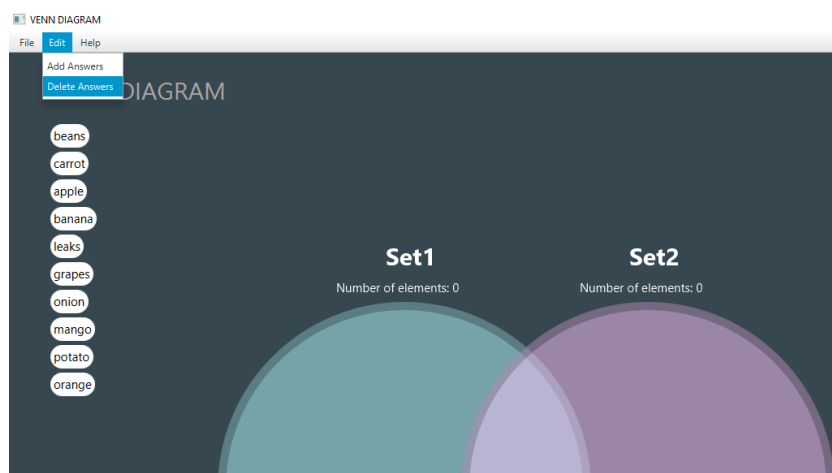 VENN DIAGRAM
File Edit Help
Add Answers
Delete Answers
DIAGRAM
beans
carrot
apple
banana
leaks
grapes
onion
mango
potato
orange
Set1 Set2
Number of elements: 0 Number of elements: 0